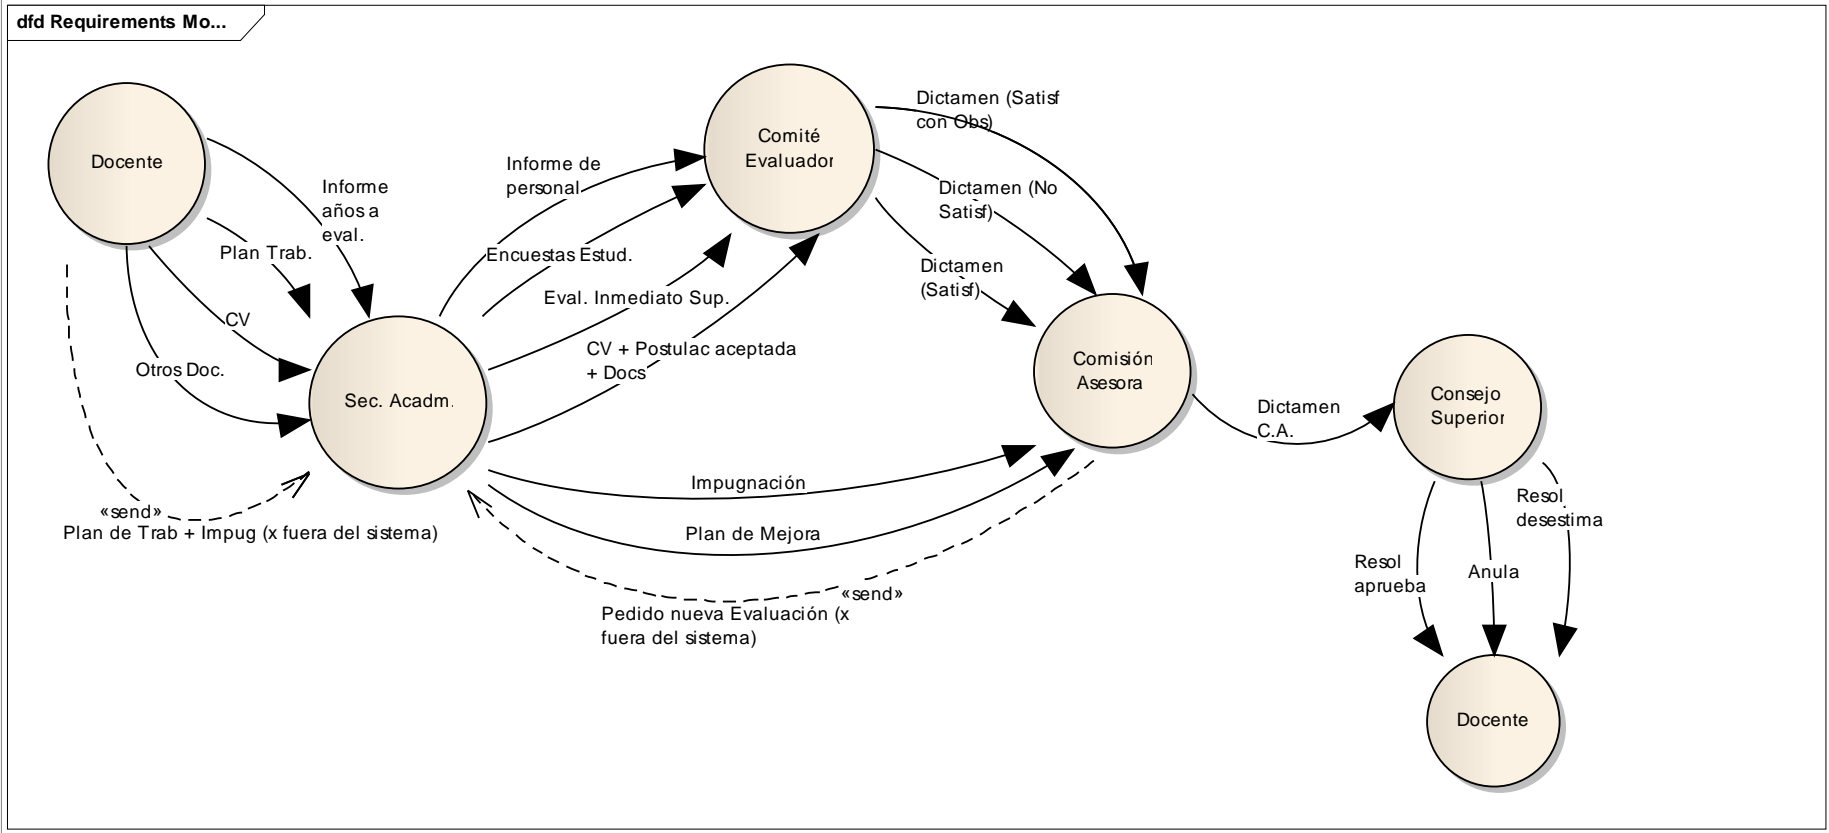 dfd Requirements Mo...
Docente
Informe
años a
eval.
Plan Trab.
CV
Otros Doc.
«send»
Plan de Trab + Impug (x fuera del sistema)
Sec. Acadm.
Informe de
personal
Encuestas Estud.
Eval. Inmediato Sup.
CV + Postulac aceptada
+ Docs
Comité
Evaluador
Dictamen (Satisf
con Obs)
Dictamen (No
Satisf)
Dictamen
(Satisf)
Impugnación
Plan de Mejora
«send»
Pedido nueva Evaluación (x
fuera del sistema)
Comisión
Asesora
Dictamen
C.A.
Consejo
Superior
Resol
desestima
Resol
aprueba
Anula
Docente